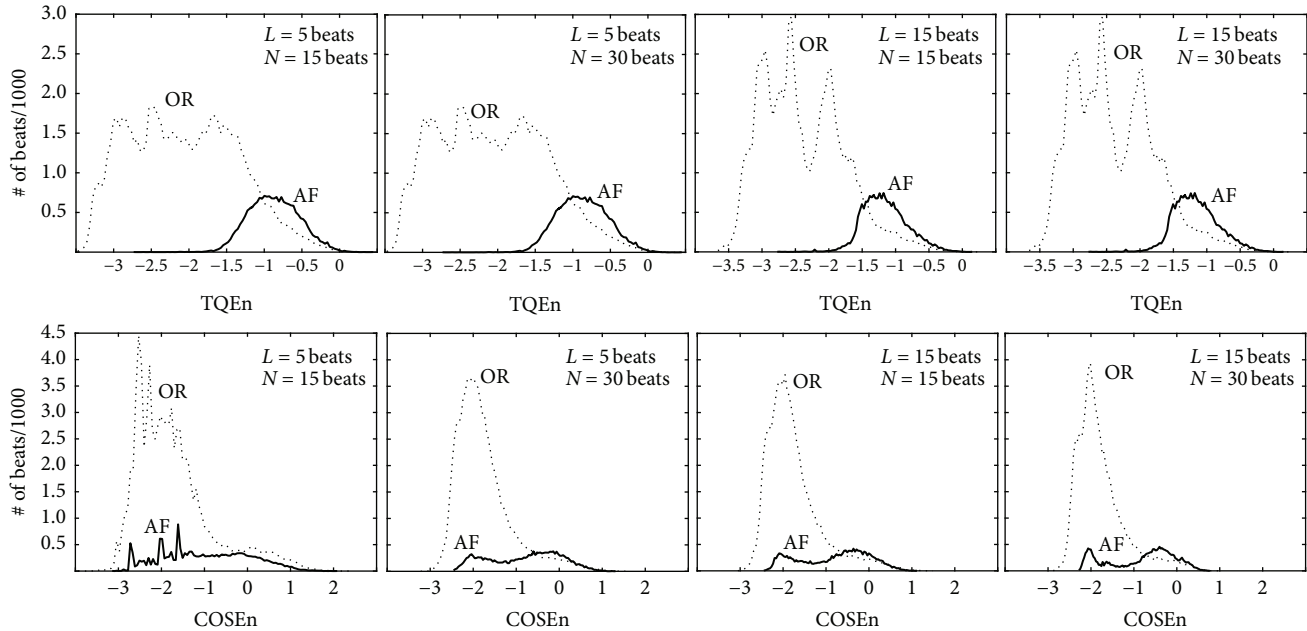 3.0
2.5
2.0
1.5
1.0
0.5
# of beats/1000
L = 5 beats
N = 15 beats
OR
AF
−3 −2.5 −2 −1.5 −1 −0.5 0
TQEn
L = 5 beats
N = 30 beats
OR
AF
−3 −2.5 −2 −1.5 −1 −0.5 0
TQEn
L = 15 beats
N = 15 beats
OR
AF
−3.5 −3 −2.5 −2 −1.5 −1 −0.5 0
TQEn
L = 15 beats
N = 30 beats
OR
AF
−3.5 −3 −2.5 −2 −1.5 −1 −0.5 0
TQEn
4.5
4.0
3.5
3.0
2.5
2.0
1.5
1.0
0.5
# of beats/1000
L = 5 beats
N = 15 beats
OR
AF
−3 −2 −1 0 1 2
COSEn
L = 5 beats
N = 30 beats
OR
AF
−3 −2 −1 0 1 2
COSEn
L = 15 beats
N = 15 beats
OR
AF
−3 −2 −1 0 1 2
COSEn
L = 15 beats
N = 30 beats
OR
AF
−3 −2 −1 0 1 2
COSEn